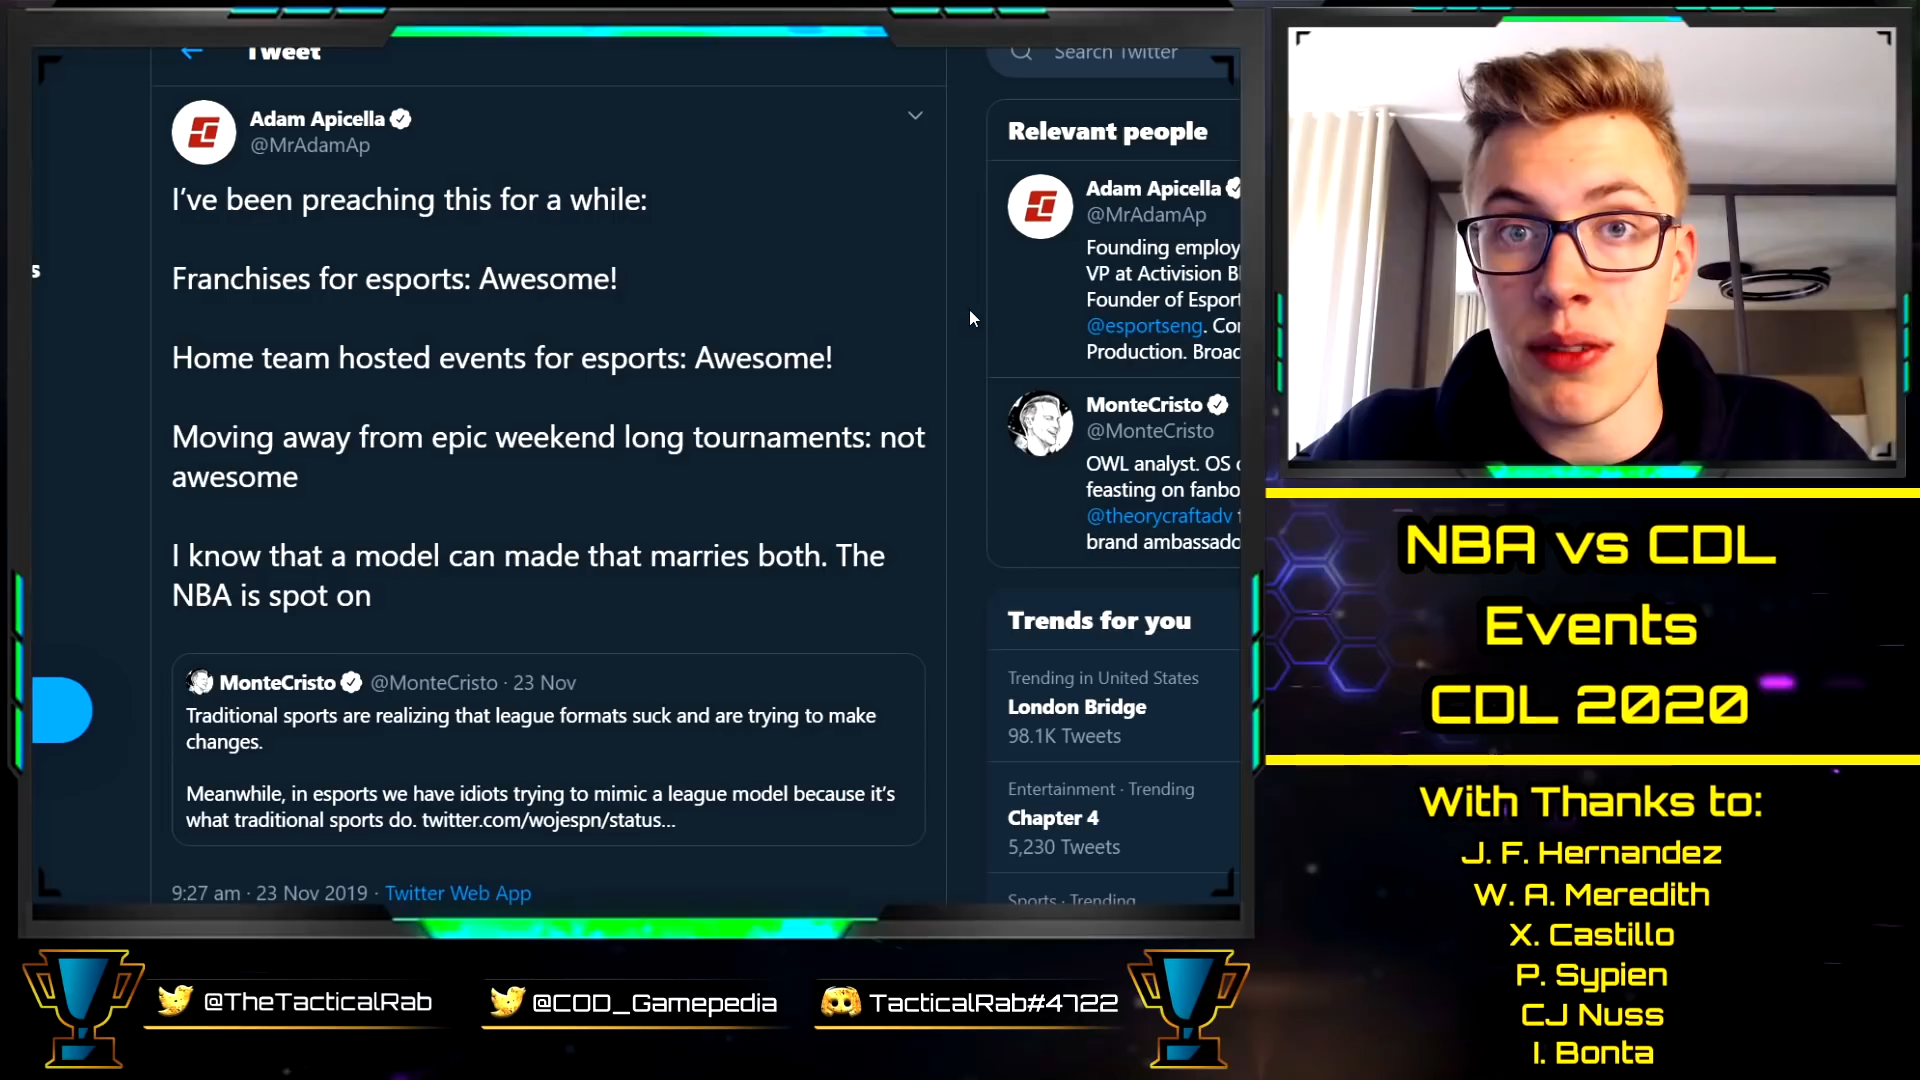 Tweet
Search Twitter
Adam Apicella
@MrAdamAp
I've been preaching this for a while:
Franchises for esports: Awesome!
Home team hosted events for esports: Awesome!
Moving away from epic weekend long tournaments: not
awesome
I know that a model can made that marries both. The
NBA is spot on
MonteCristo @MonteCristo · 23 Nov
Traditional sports are realizing that league formats suck and are trying to make
changes.
Meanwhile, in esports we have idiots trying to mimic a league model because it's
what traditional sports do. twitter.com/wojespn/status...
9:27 am · 23 Nov 2019 · Twitter Web App
s
Relevant people
Adam Apicella
@MrAdamAp
Founding employ
VP at Activision B
Founder of Esport
@esportseng. Co
Production. Broad
MonteCristo
@MonteCristo
OWL analyst. OS
feasting on fanbo
@theorycraftadv
brand ambassado
Trends for you
Trending in United States
London Bridge
98.1K Tweets
Entertainment · Trending
Chapter 4
5,230 Tweets
Sports · Trending
NBA vs CDL
Events
CDL 2020
With Thanks to:
J. F. Hernandez
W. A. Meredith
X. Castillo
P. Sypien
CJ Nuss
I. Bonta
@TheTacticalRab
@COD_Gamepedia
TacticalRab#4722